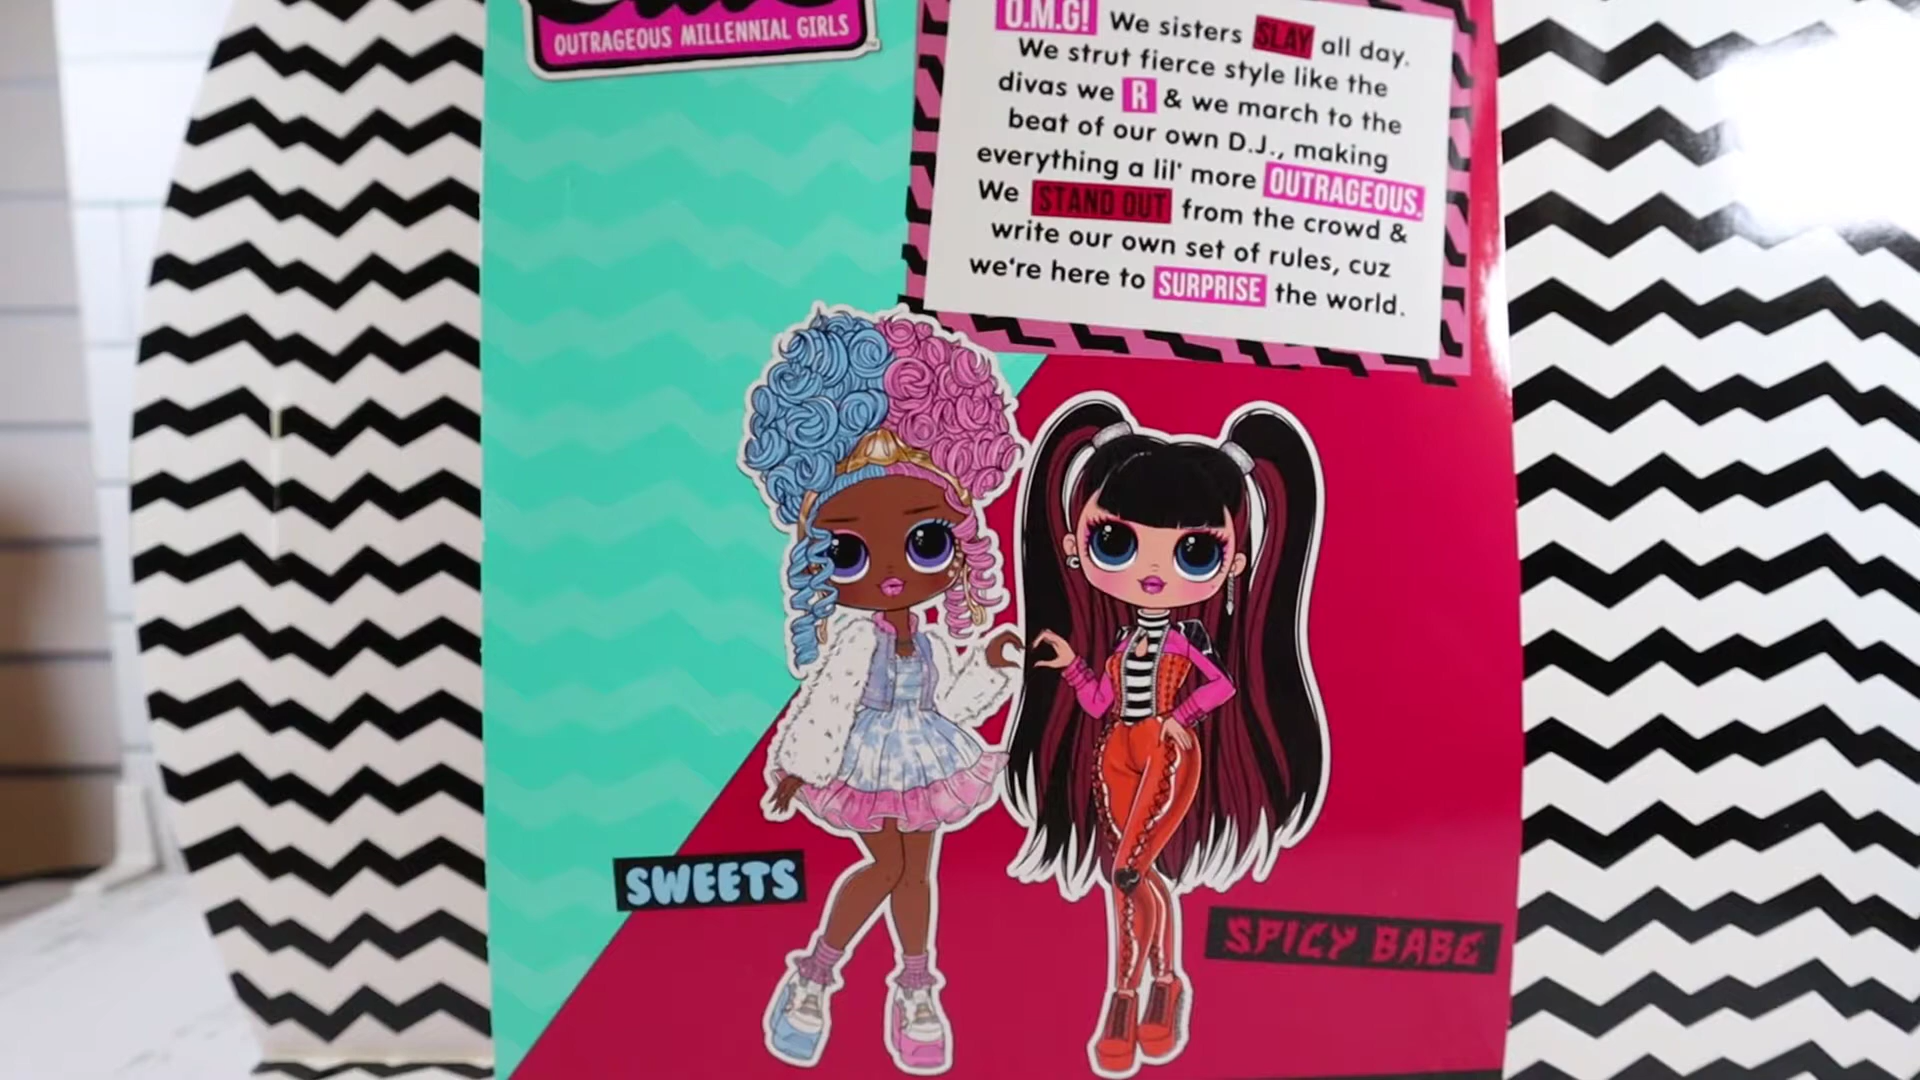 OUTRAGEOUS MILLENNIAL GIRLS
O.M.G! We sisters SLAY all day.
We strut fierce style like the
divas we R & we march to the
beat of our own D.J., making
everything a lil' more OUTRAGEOUS.
We STAND OUT from the crowd &
write our own set of rules, cuz
we're here to SURPRISE the world.
SWEETS
SPICY BABE